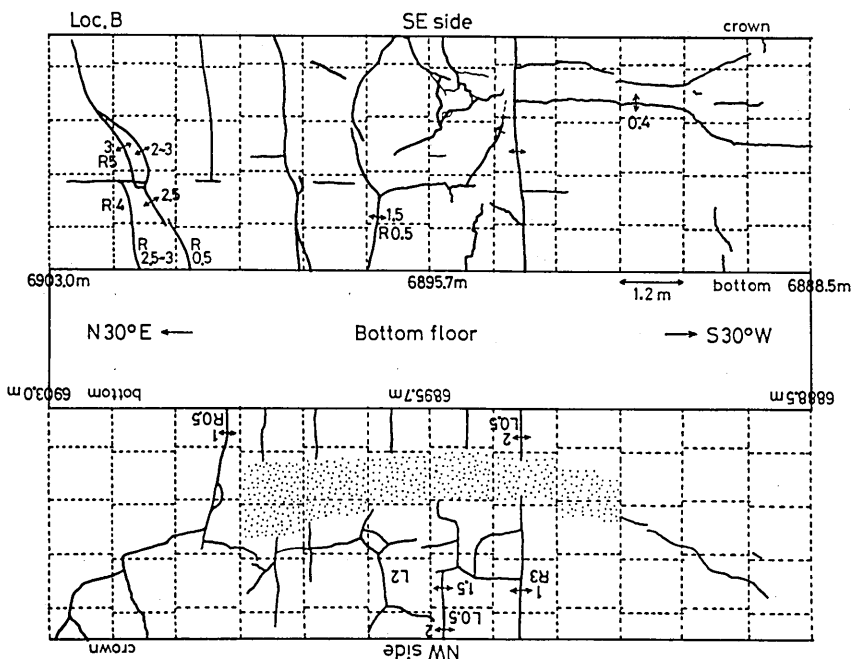 Loc. B SE side crown
0.4
3 2-3
R5
R4 2.5
1.5
R0.5
R R
2.5-3 0.5
6903.0m 6895.7m 1.2 m bottom 6888.5m
N30°E Bottom floor S30°W
6903.0 m bottom 6895.7m 6888.5m
R0.5 L0.5
1 2
L2 1.5 R3
1
L0.5
2
crown NW side